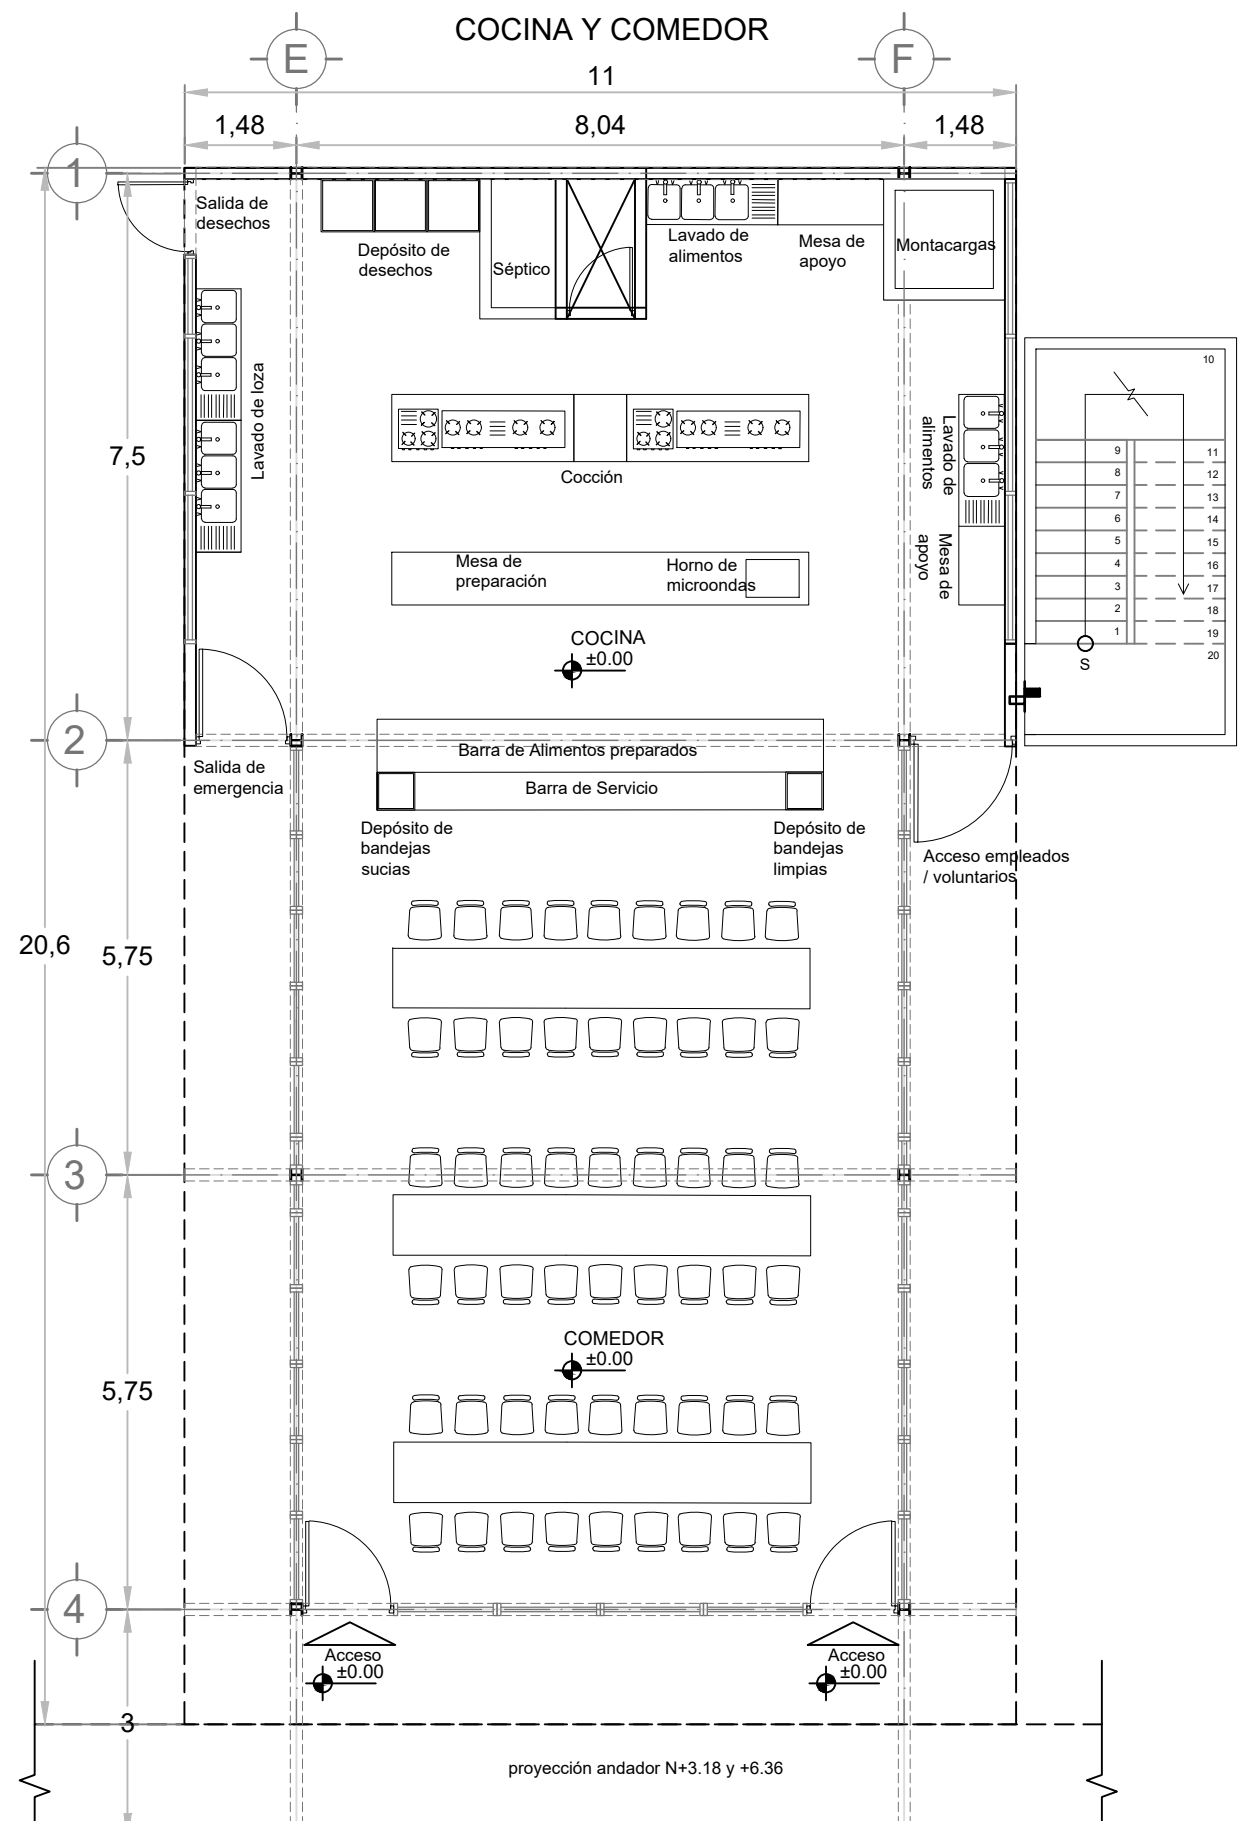 COCINA Y COMEDOR
E
F
11
1,48
8,04
1,48
1
Salida de
desechos
Depósito de
desechos
Séptico
Lavado de
alimentos
Mesa de
apoyo
Montacargas
10
Lavado de loza
7,5
Cocción
Lavado de
alimentos
9
11
8
12
7
13
6
14
5
15
4
16
3
17
2
18
1
19
20
S
Mesa de
preparación
Horno de
microondas
Mesa de
apoyo
COCINA
±0.00
2
Barra de Alimentos preparados
Salida de
emergencia
Barra de Servicio
Depósito de
bandejas
sucias
Depósito de
bandejas
limpias
Acceso empleados
/ voluntarios
20,6
5,75
3
COMEDOR
±0.00
5,75
4
Acceso
±0.00
Acceso
±0.00
3
proyección andador N+3.18 y +6.36